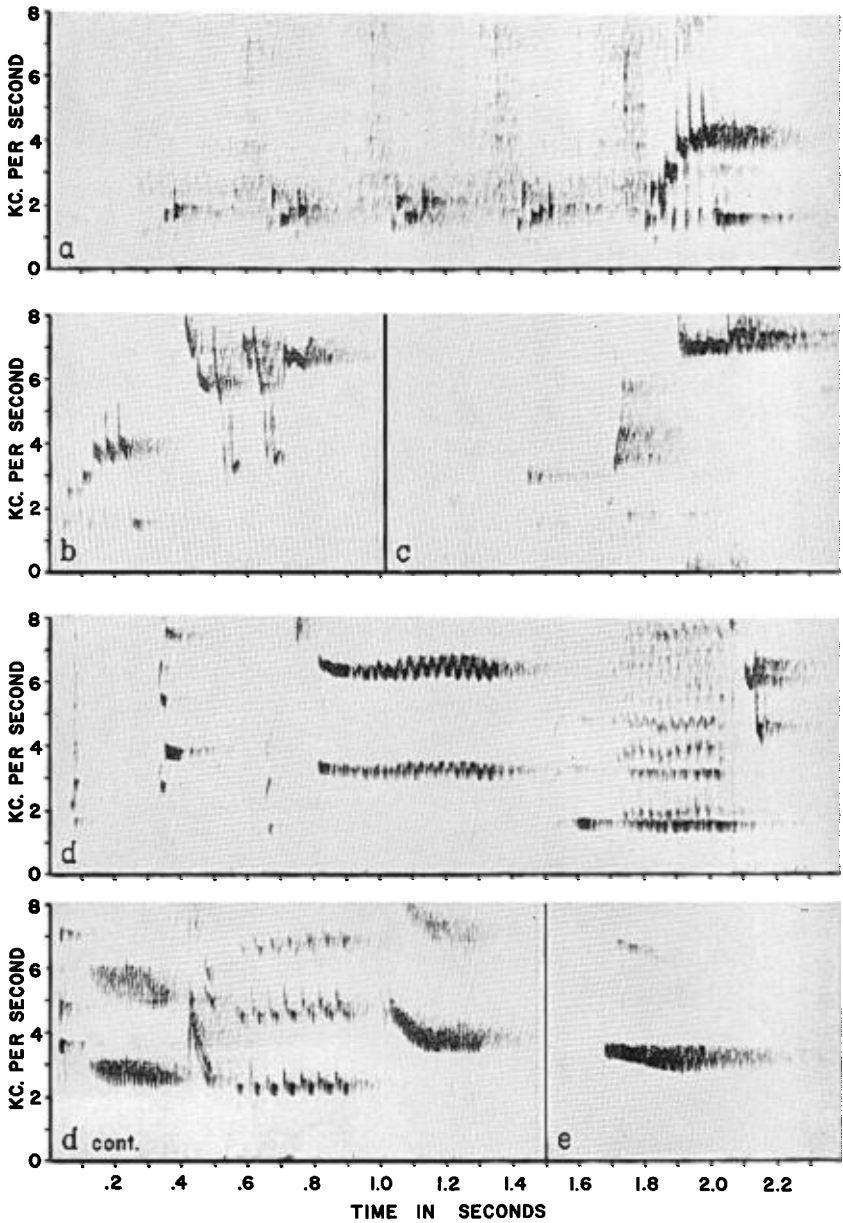 KC. PER SECOND
8
6
4
2
0
a
KC. PER SECOND
8
6
4
2
0
b
c
KC. PER SECOND
8
6
4
2
0
d
KC. PER SECOND
8
6
4
2
0
d cont.
e
.2 .4 .6 .8 1.0 1.2 1.4 1.6 1.8 2.0 2.2
TIME IN SECONDS